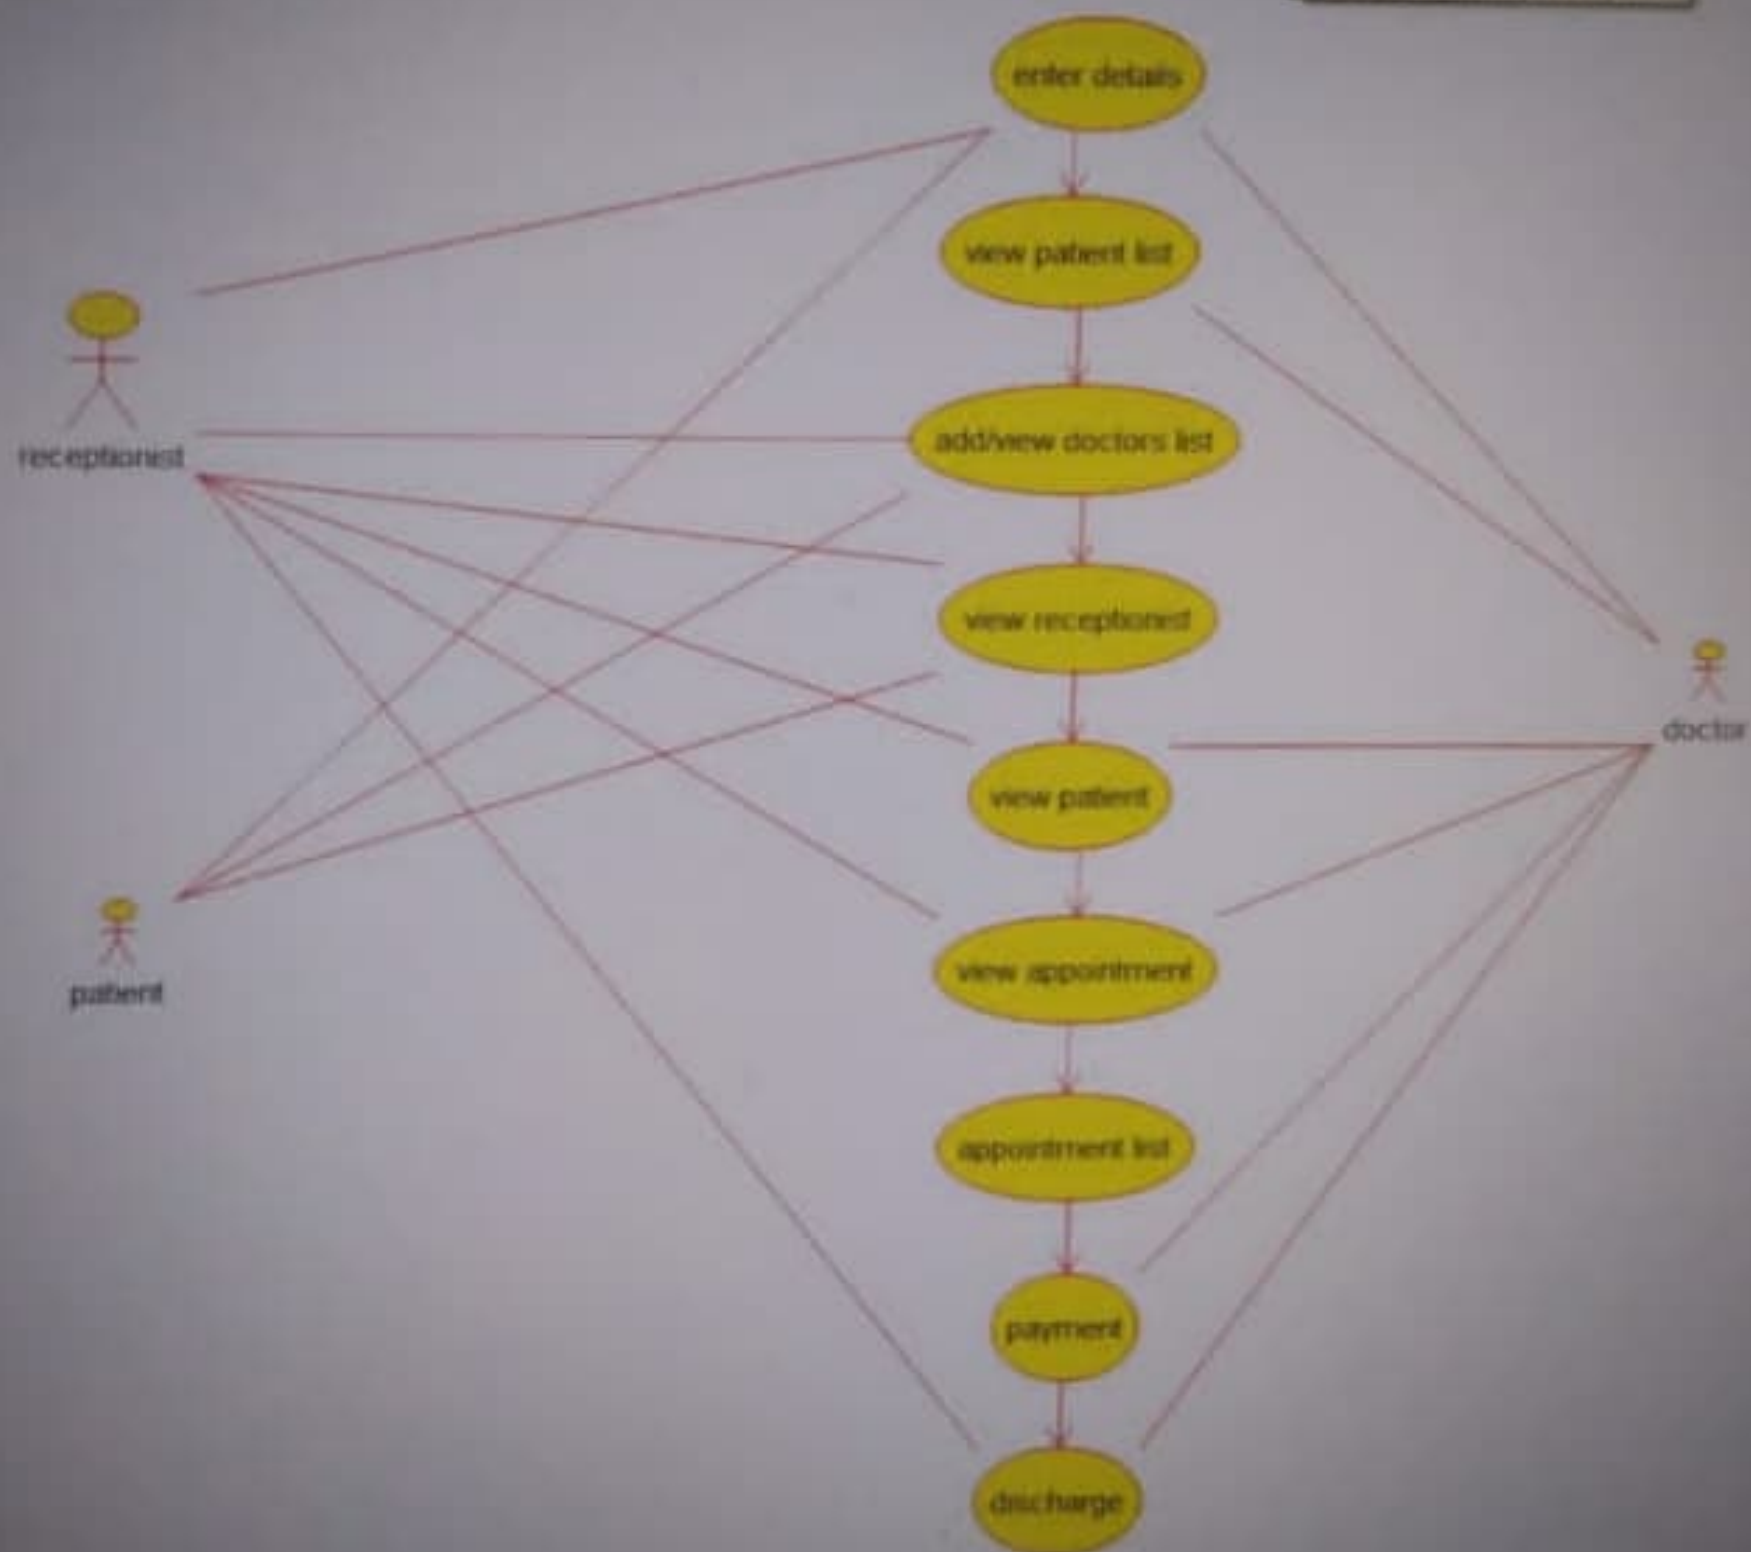 enter details
view patient list
add/view doctors list
receptionist
view receptionist
doctor
view patient
view appointment
patient
appointment list
payment
discharge